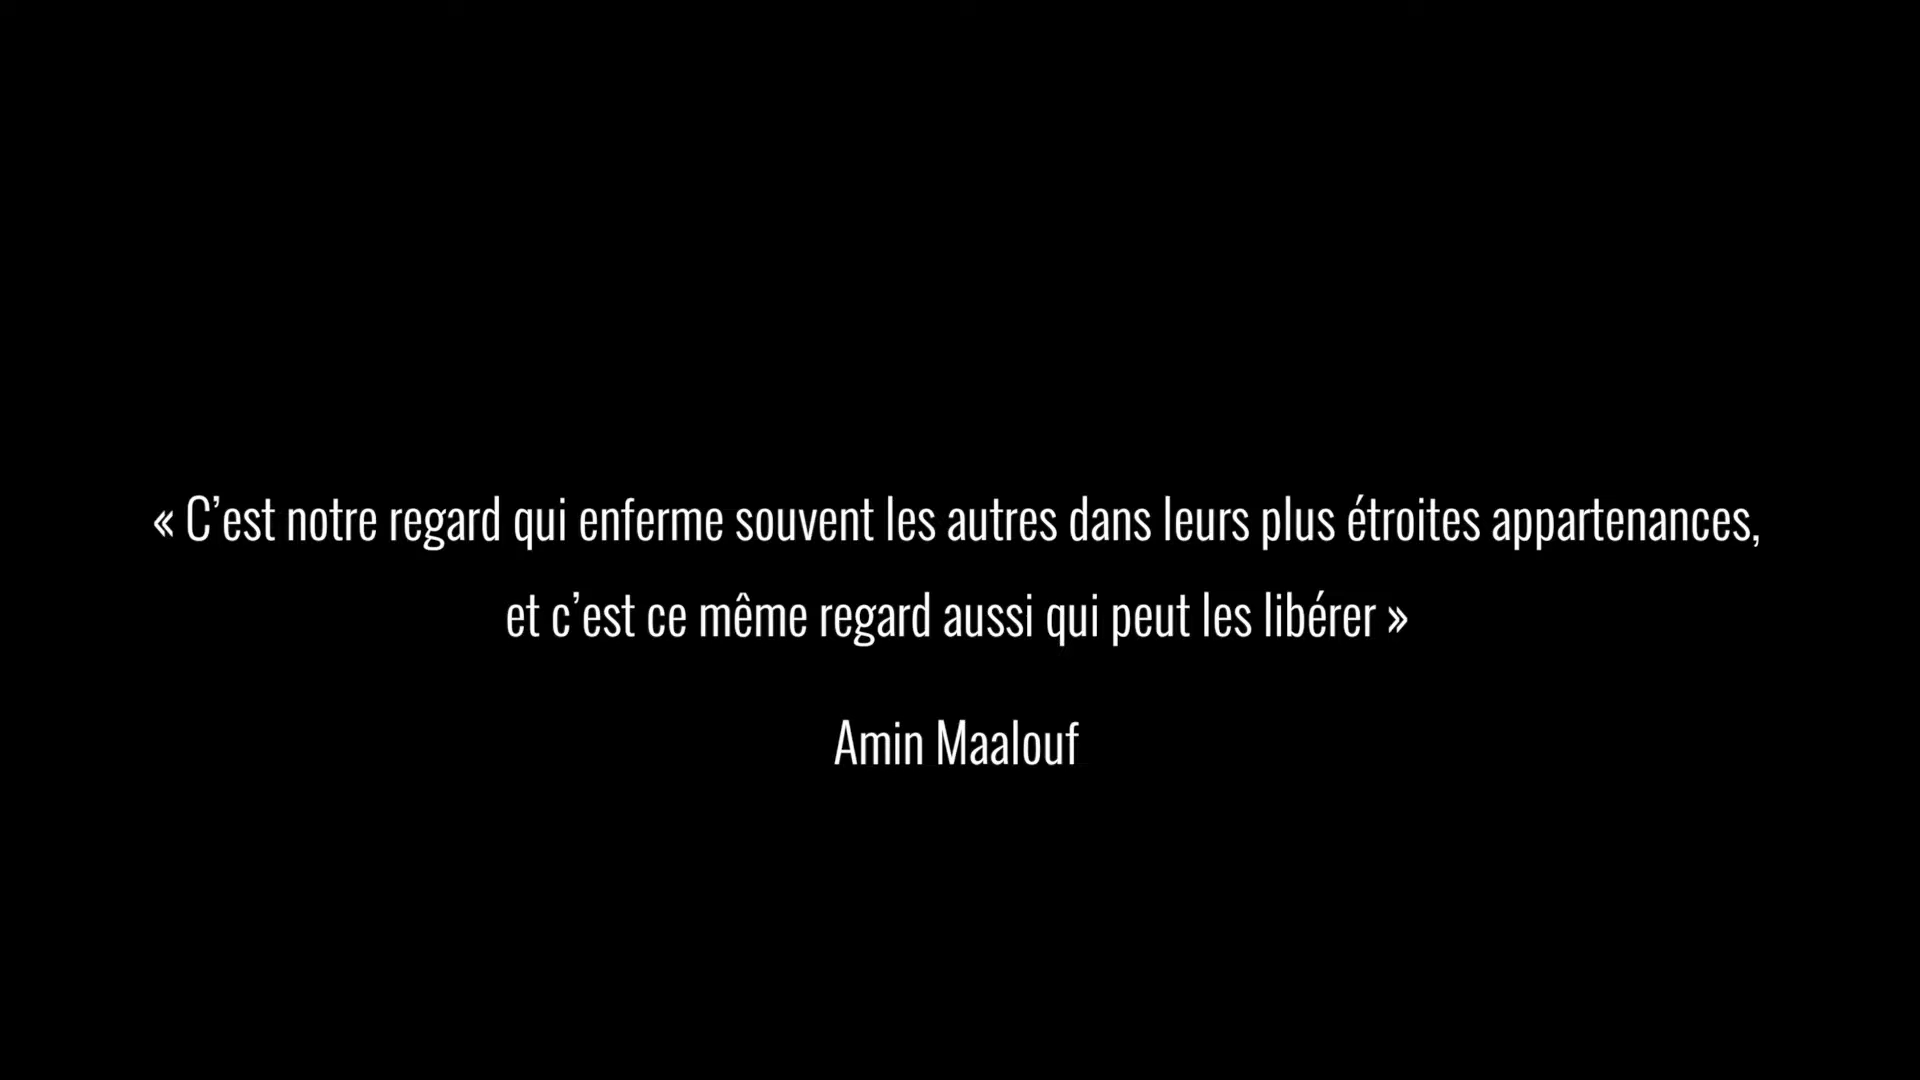 « C’est notre regard qui enferme souvent les autres dans leurs plus étroites appartenances,
et c’est ce même regard aussi qui peut les libérer »
Amin Maalouf